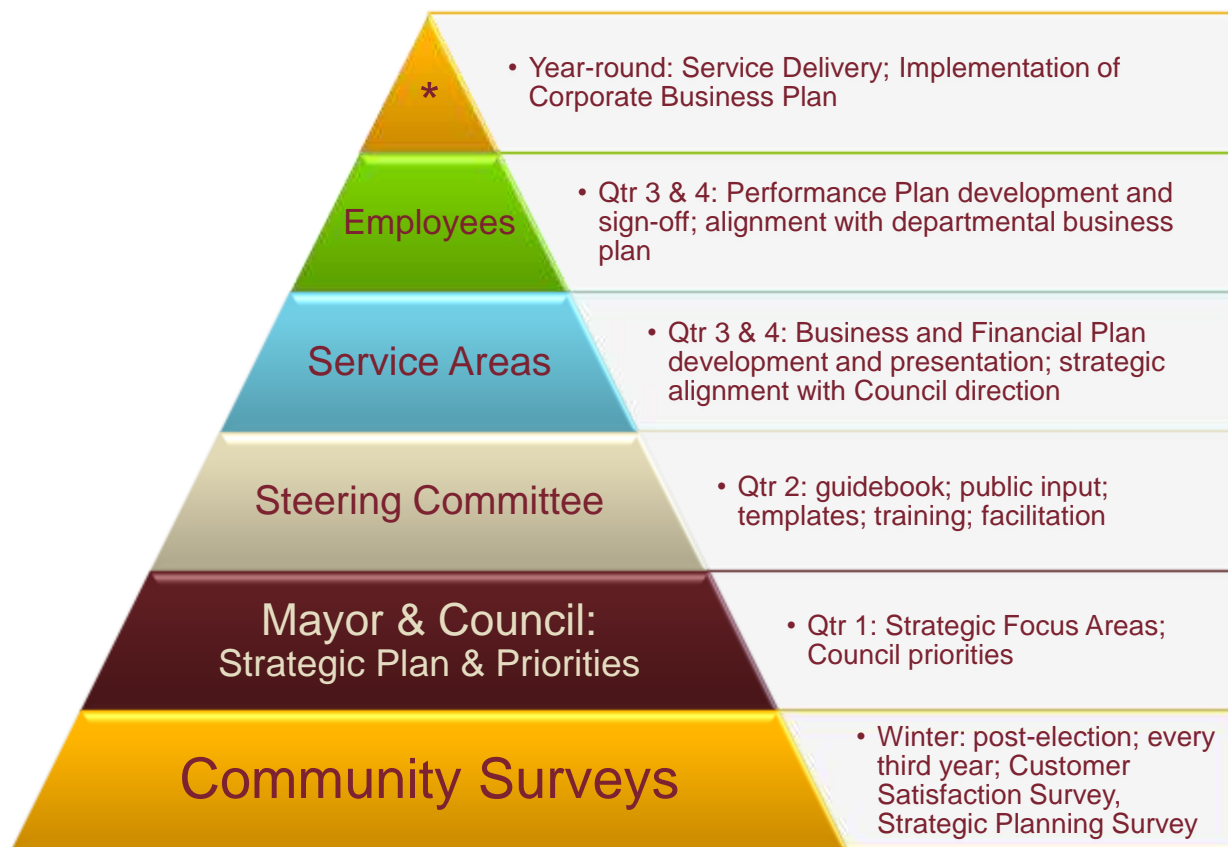 *
• Year-round: Service Delivery; Implementation of
Corporate Business Plan
Employees
• Qtr 3 & 4: Performance Plan development and
sign-off; alignment with departmental business
plan
Service Areas
• Qtr 3 & 4: Business and Financial Plan
development and presentation; strategic
alignment with Council direction
Steering Committee
• Qtr 2: guidebook; public input;
templates; training; facilitation
Mayor & Council:
Strategic Plan & Priorities
• Qtr 1: Strategic Focus Areas;
Council priorities
Community Surveys
• Winter: post-election; every
third year; Customer
Satisfaction Survey,
Strategic Planning Survey